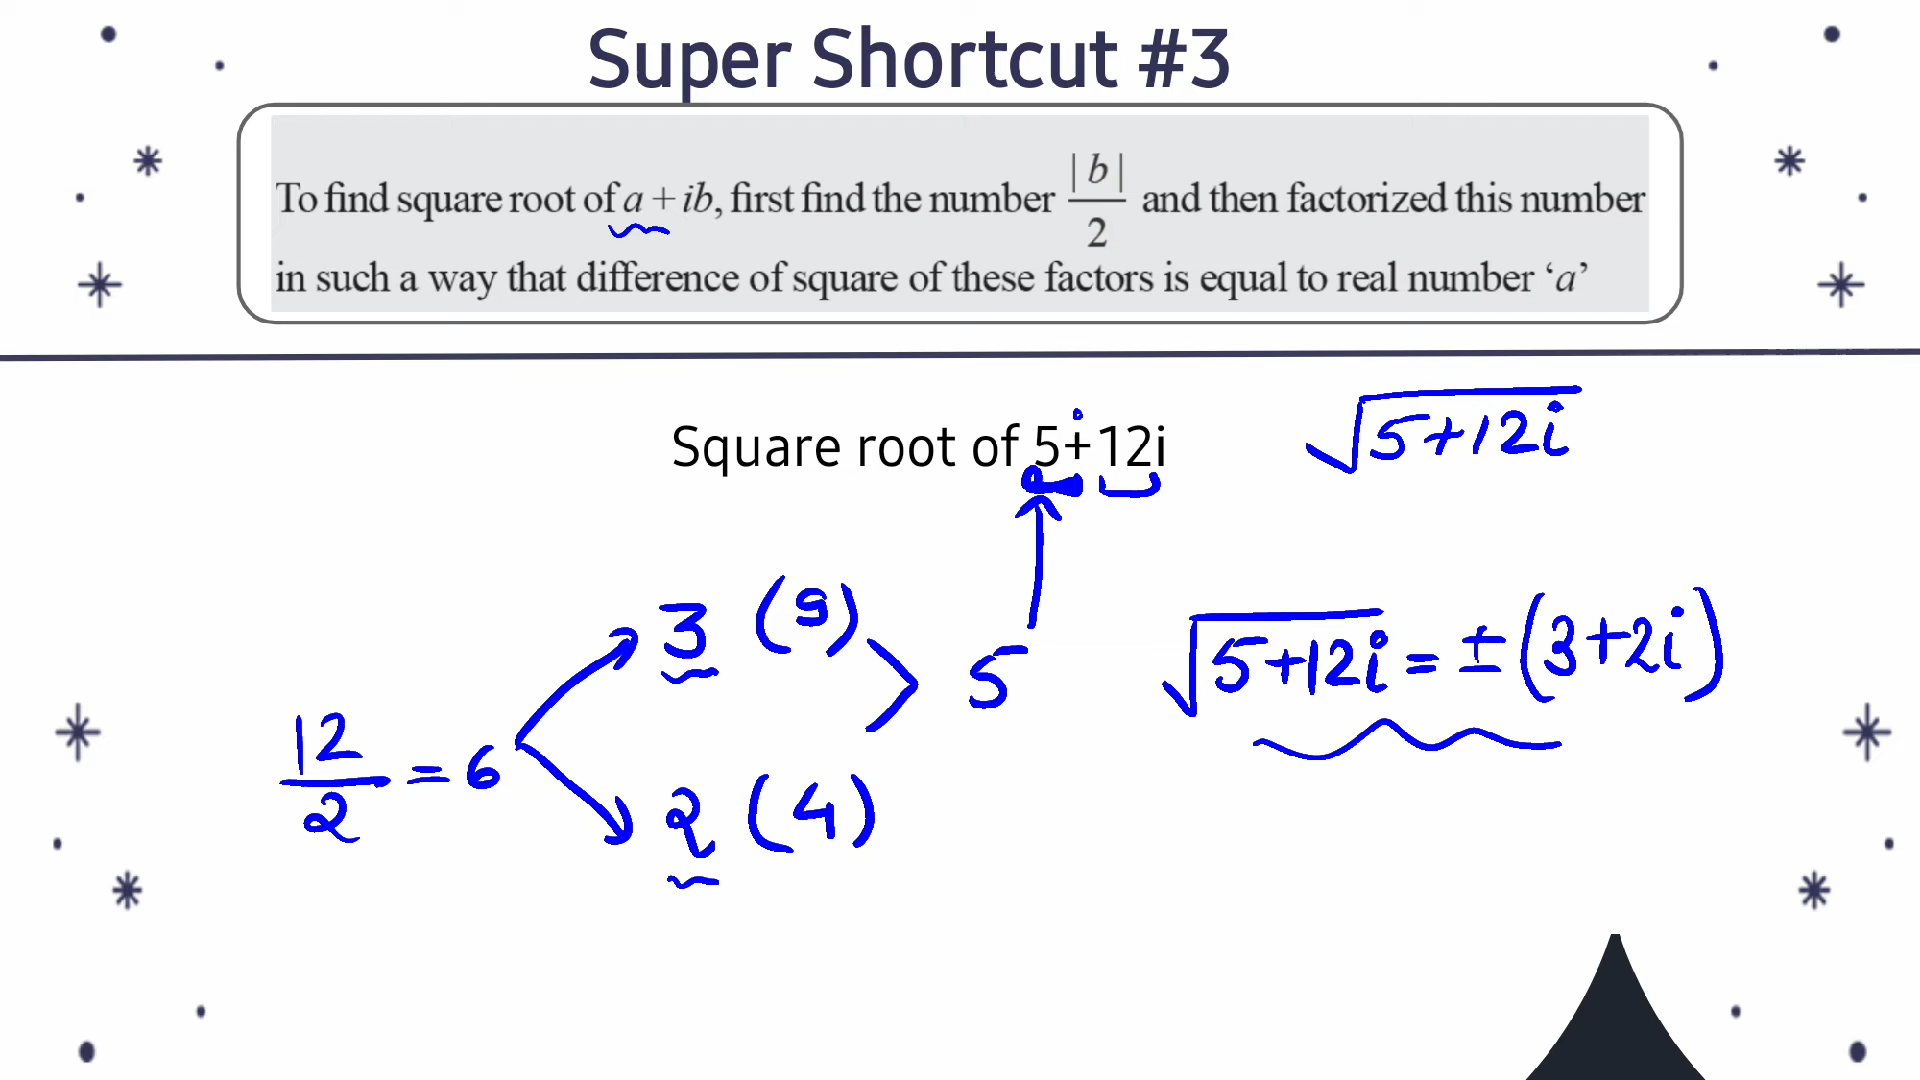 Super Shortcut #3
To find square root of a + ib, first find the number |b|/2 and then factorized this number
in such a way that difference of square of these factors is equal to real number ‘a’
Square root of 5+12i
√5+12i
12/2 = 6
3 (9)
2 (4)
5
√5+12i = ±(3+2i)